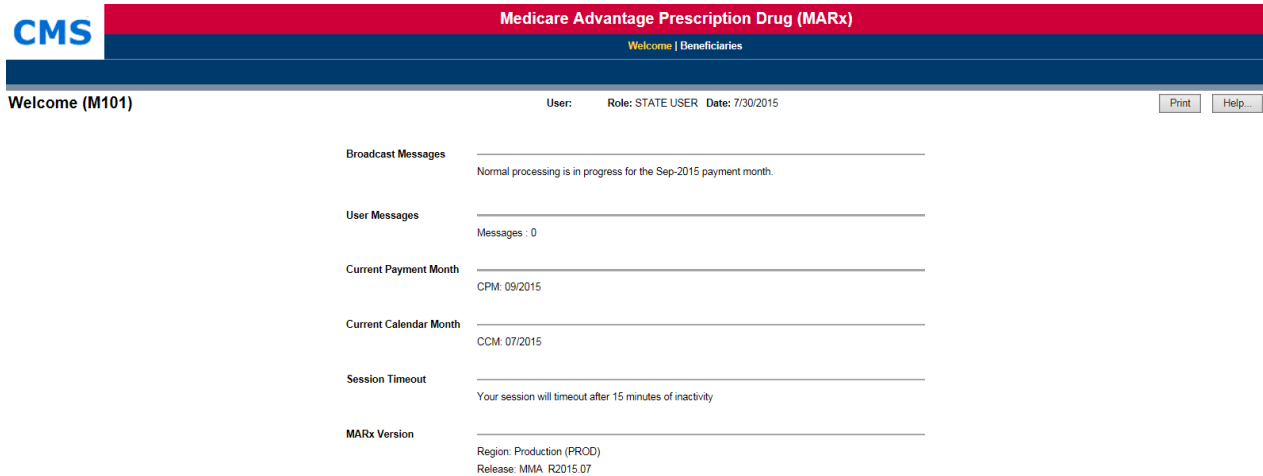 CMS
Medicare Advantage Prescription Drug (MARx)
Welcome | Beneficiaries
Welcome (M101)
User: Role: STATE USER Date: 7/30/2015
Print Help...
Broadcast Messages
Normal processing is in progress for the Sep-2015 payment month.
User Messages
Messages : 0
Current Payment Month
CPM: 09/2015
Current Calendar Month
CCM: 07/2015
Session Timeout
Your session will timeout after 15 minutes of inactivity
MARx Version
Region: Production (PROD)
Release: MMA R2015.07